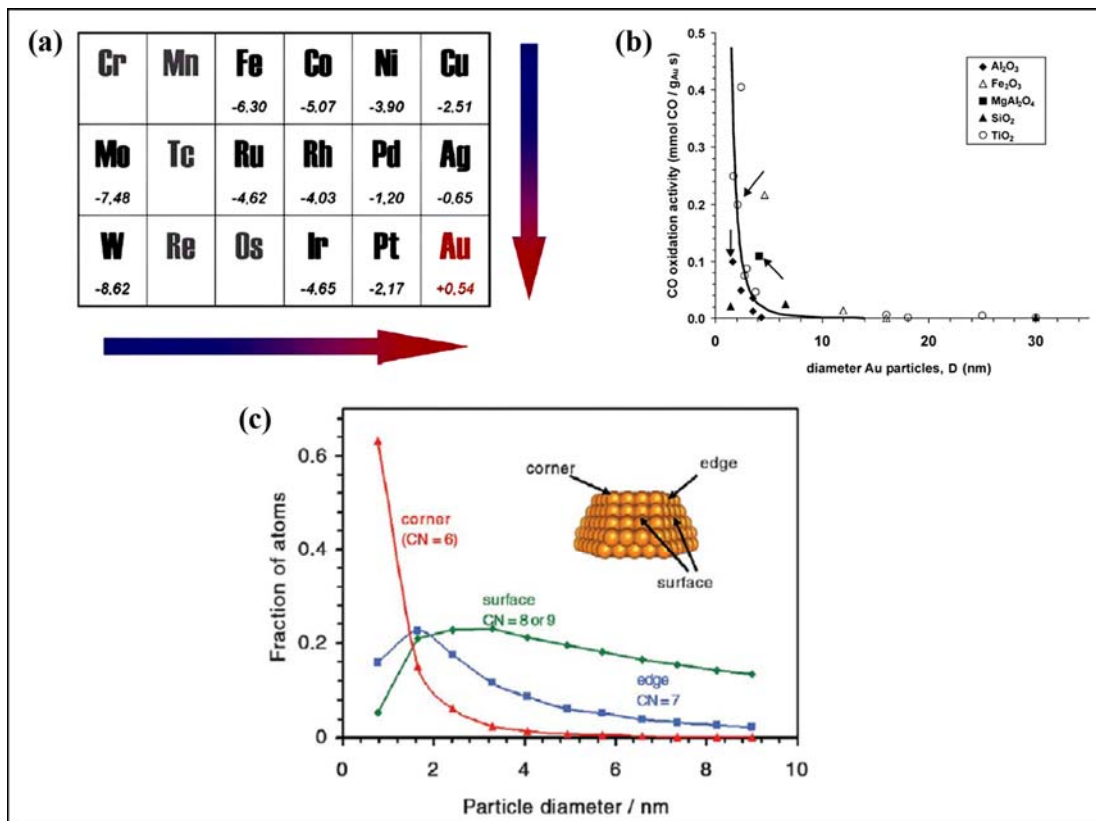 (a)
Cr Mn Fe Co Ni Cu
-6.30 -5.07 -3.90 -2.51
Mo Tc Ru Rh Pd Ag
-7.48 -4.62 -4.03 -1.20 -0.65
W Re Os Ir Pt Au
-8.62 -4.65 -2.17 +0.54
(b)
CO oxidation activity (mmol CO / gAu s)
0.5
0.4
0.3
0.2
0.1
0.0
0 10 20 30
diameter Au particles, D (nm)
Al2O3
Fe2O3
MgAl2O4
SiO2
TiO2
(c)
Fraction of atoms
0.6
0.4
0.2
0
0 2 4 6 8 10
Particle diameter / nm
corner
(CN = 6)
surface
CN = 8 or 9
edge
CN = 7
corner
edge
surface